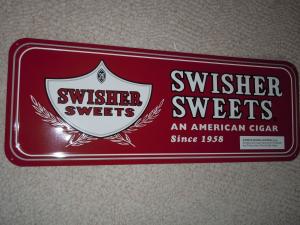 SWISHER
SWEETS
SWISHER
SWEETS
AN AMERICAN CIGAR
Since 1958